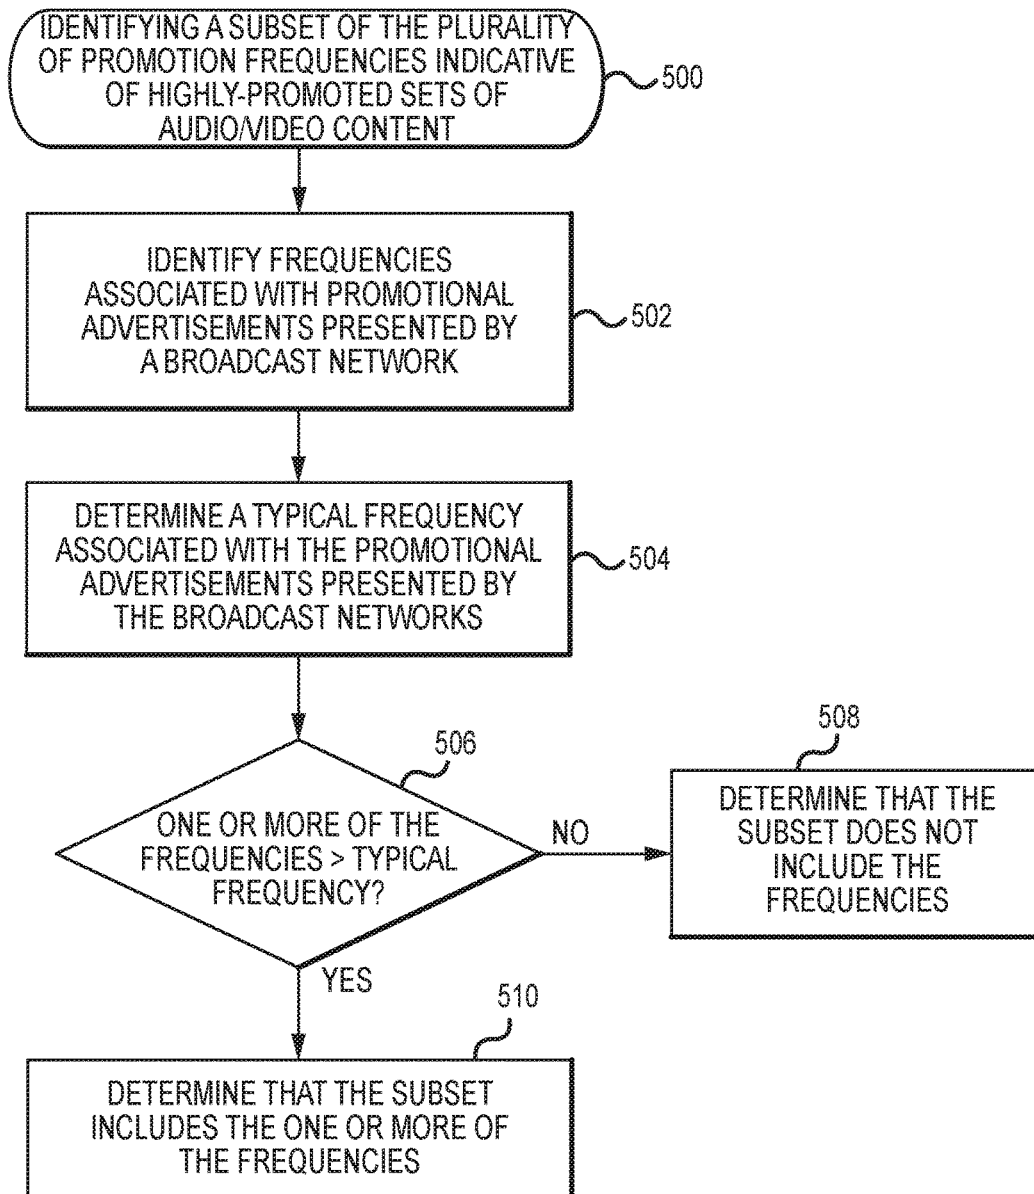 IDENTIFYING A SUBSET OF THE PLURALITY
OF PROMOTION FREQUENCIES INDICATIVE
OF HIGHLY-PROMOTED SETS OF
AUDIO/VIDEO CONTENT
500
IDENTIFY FREQUENCIES
ASSOCIATED WITH PROMOTIONAL
ADVERTISEMENTS PRESENTED BY
A BROADCAST NETWORK
502
DETERMINE A TYPICAL FREQUENCY
ASSOCIATED WITH THE PROMOTIONAL
ADVERTISEMENTS PRESENTED BY
THE BROADCAST NETWORKS
504
506
ONE OR MORE OF THE
FREQUENCIES > TYPICAL
FREQUENCY?
NO
508
DETERMINE THAT THE
SUBSET DOES NOT
INCLUDE THE
FREQUENCIES
YES
510
DETERMINE THAT THE SUBSET
INCLUDES THE ONE OR MORE OF
THE FREQUENCIES